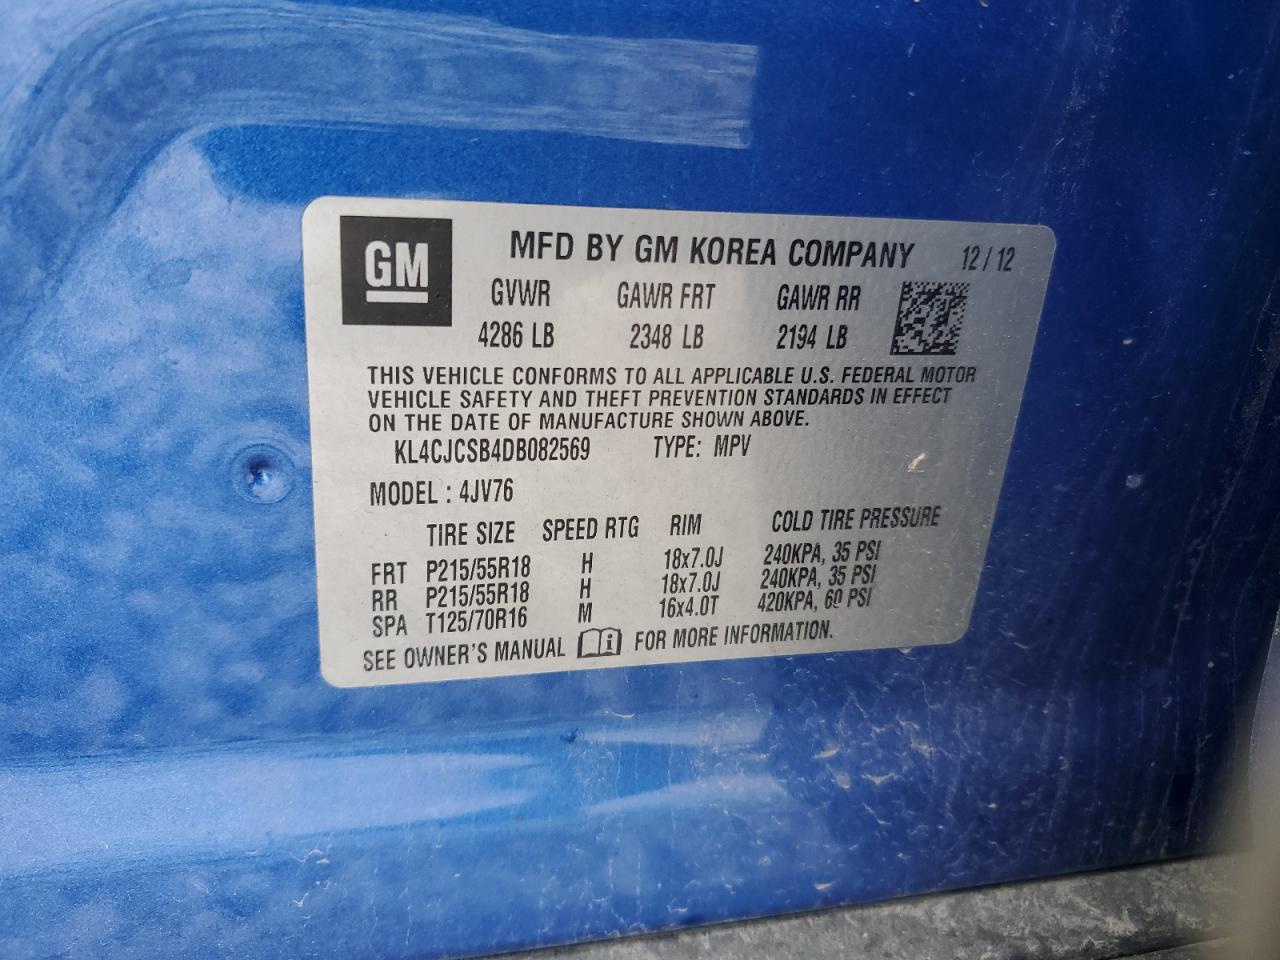 GM
MFD BY GM KOREA COMPANY 12/12
GVWR GAWR FRT GAWR RR
4286 LB 2348 LB 2194 LB
THIS VEHICLE CONFORMS TO ALL APPLICABLE U.S. FEDERAL MOTOR
VEHICLE SAFETY AND THEFT PREVENTION STANDARDS IN EFFECT
ON THE DATE OF MANUFACTURE SHOWN ABOVE.
KL4CJCSB4DB082569 TYPE: MPV
MODEL : 4JV76
TIRE SIZE SPEED RTG RIM COLD TIRE PRESSURE
FRT P215/55R18 H 18x7.0J 240KPA, 35 PSI
RR P215/55R18 H 18x7.0J 240KPA, 35 PSI
SPA T125/70R16 M 16x4.0T 420KPA, 60 PSI
SEE OWNER'S MANUAL i FOR MORE INFORMATION.